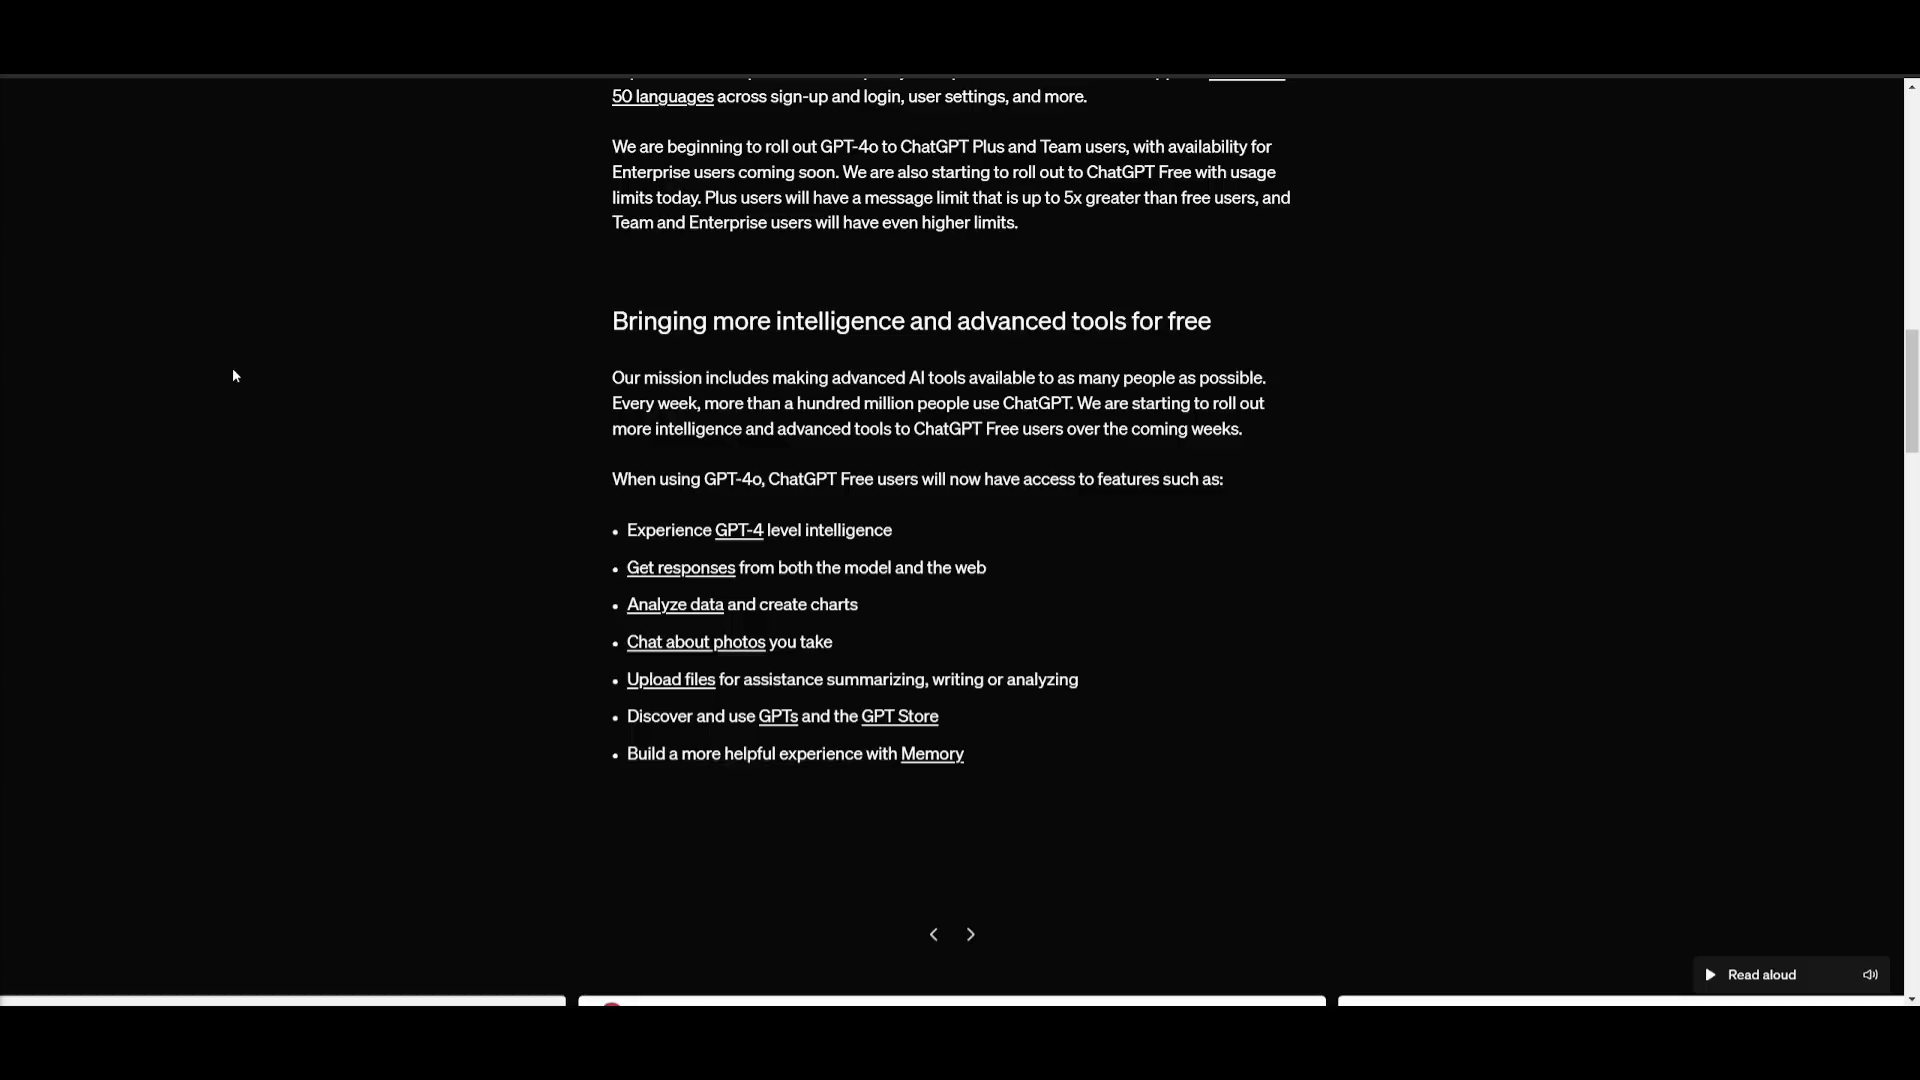 50 languages across sign-up and login, user settings, and more.
We are beginning to roll out GPT-4o to ChatGPT Plus and Team users, with availability for
Enterprise users coming soon. We are also starting to roll out to ChatGPT Free with usage
limits today. Plus users will have a message limit that is up to 5x greater than free users, and
Team and Enterprise users will have even higher limits.
Bringing more intelligence and advanced tools for free
Our mission includes making advanced AI tools available to as many people as possible.
Every week, more than a hundred million people use ChatGPT. We are starting to roll out
more intelligence and advanced tools to ChatGPT Free users over the coming weeks.
When using GPT-4o, ChatGPT Free users will now have access to features such as:
• Experience GPT-4 level intelligence
• Get responses from both the model and the web
• Analyze data and create charts
• Chat about photos you take
• Upload files for assistance summarizing, writing or analyzing
• Discover and use GPTs and the GPT Store
• Build a more helpful experience with Memory
Read aloud